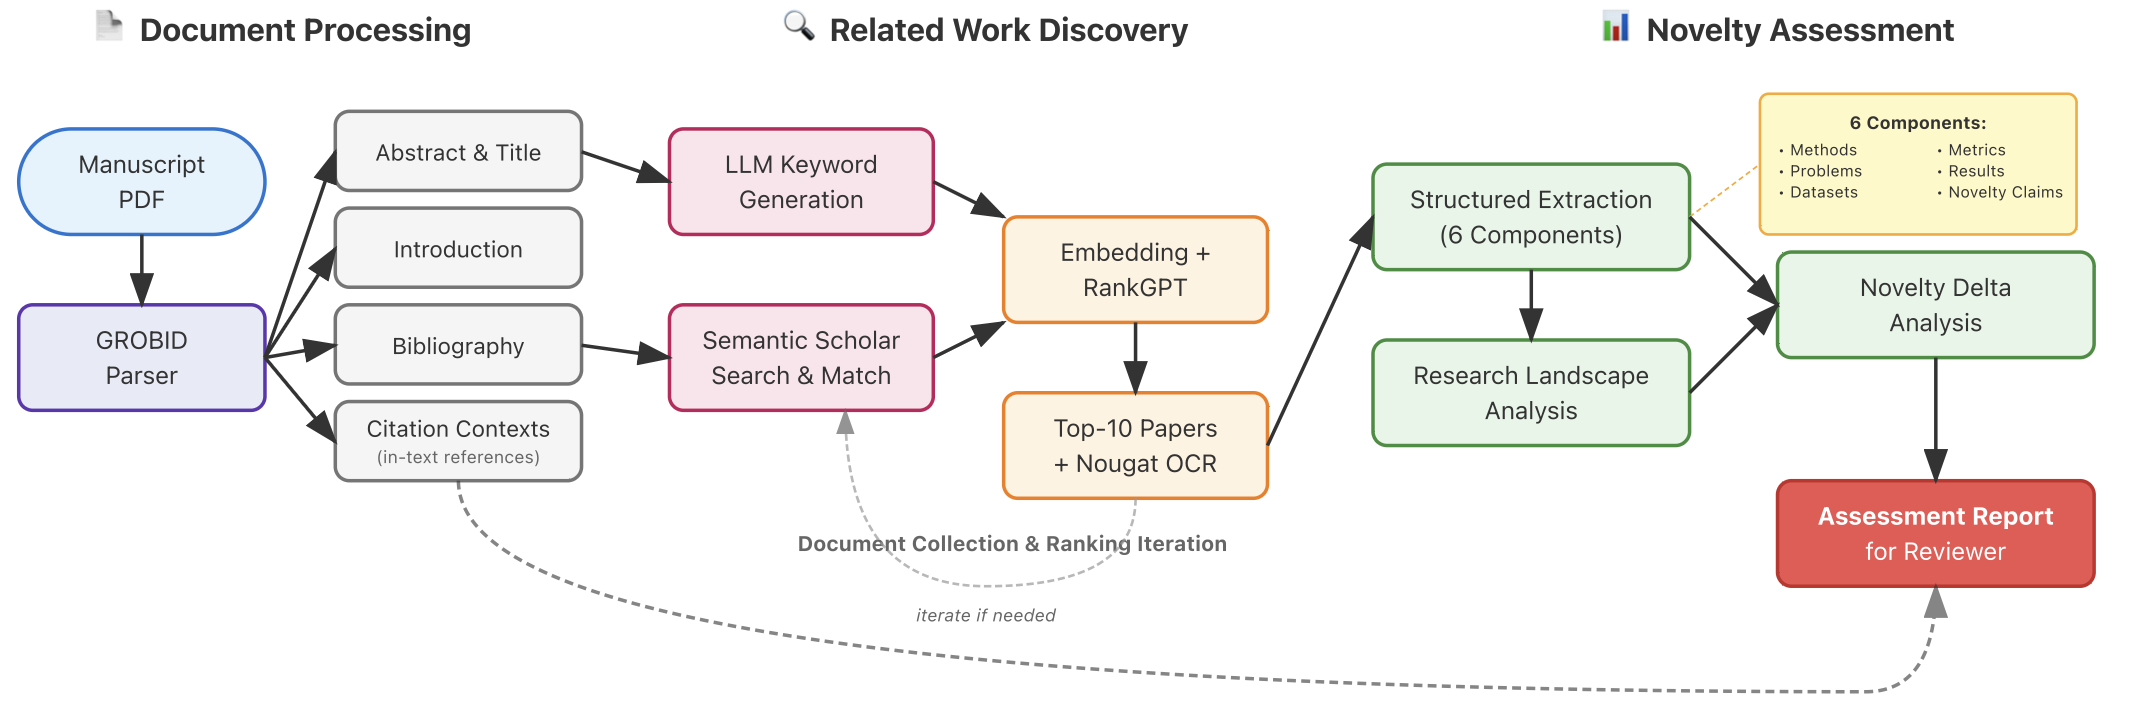 Document Processing
Related Work Discovery
Novelty Assessment
Manuscript
PDF
GROBID
Parser
Abstract & Title
Introduction
Bibliography
Citation Contexts
(in-text references)
LLM Keyword
Generation
Semantic Scholar
Search & Match
Embedding +
RankGPT
Top-10 Papers
+ Nougat OCR
Document Collection & Ranking Iteration
iterate if needed
Structured Extraction
(6 Components)
Research Landscape
Analysis
6 Components:
• Methods
• Problems
• Datasets
• Metrics
• Results
• Novelty Claims
Novelty Delta
Analysis
Assessment Report
for Reviewer